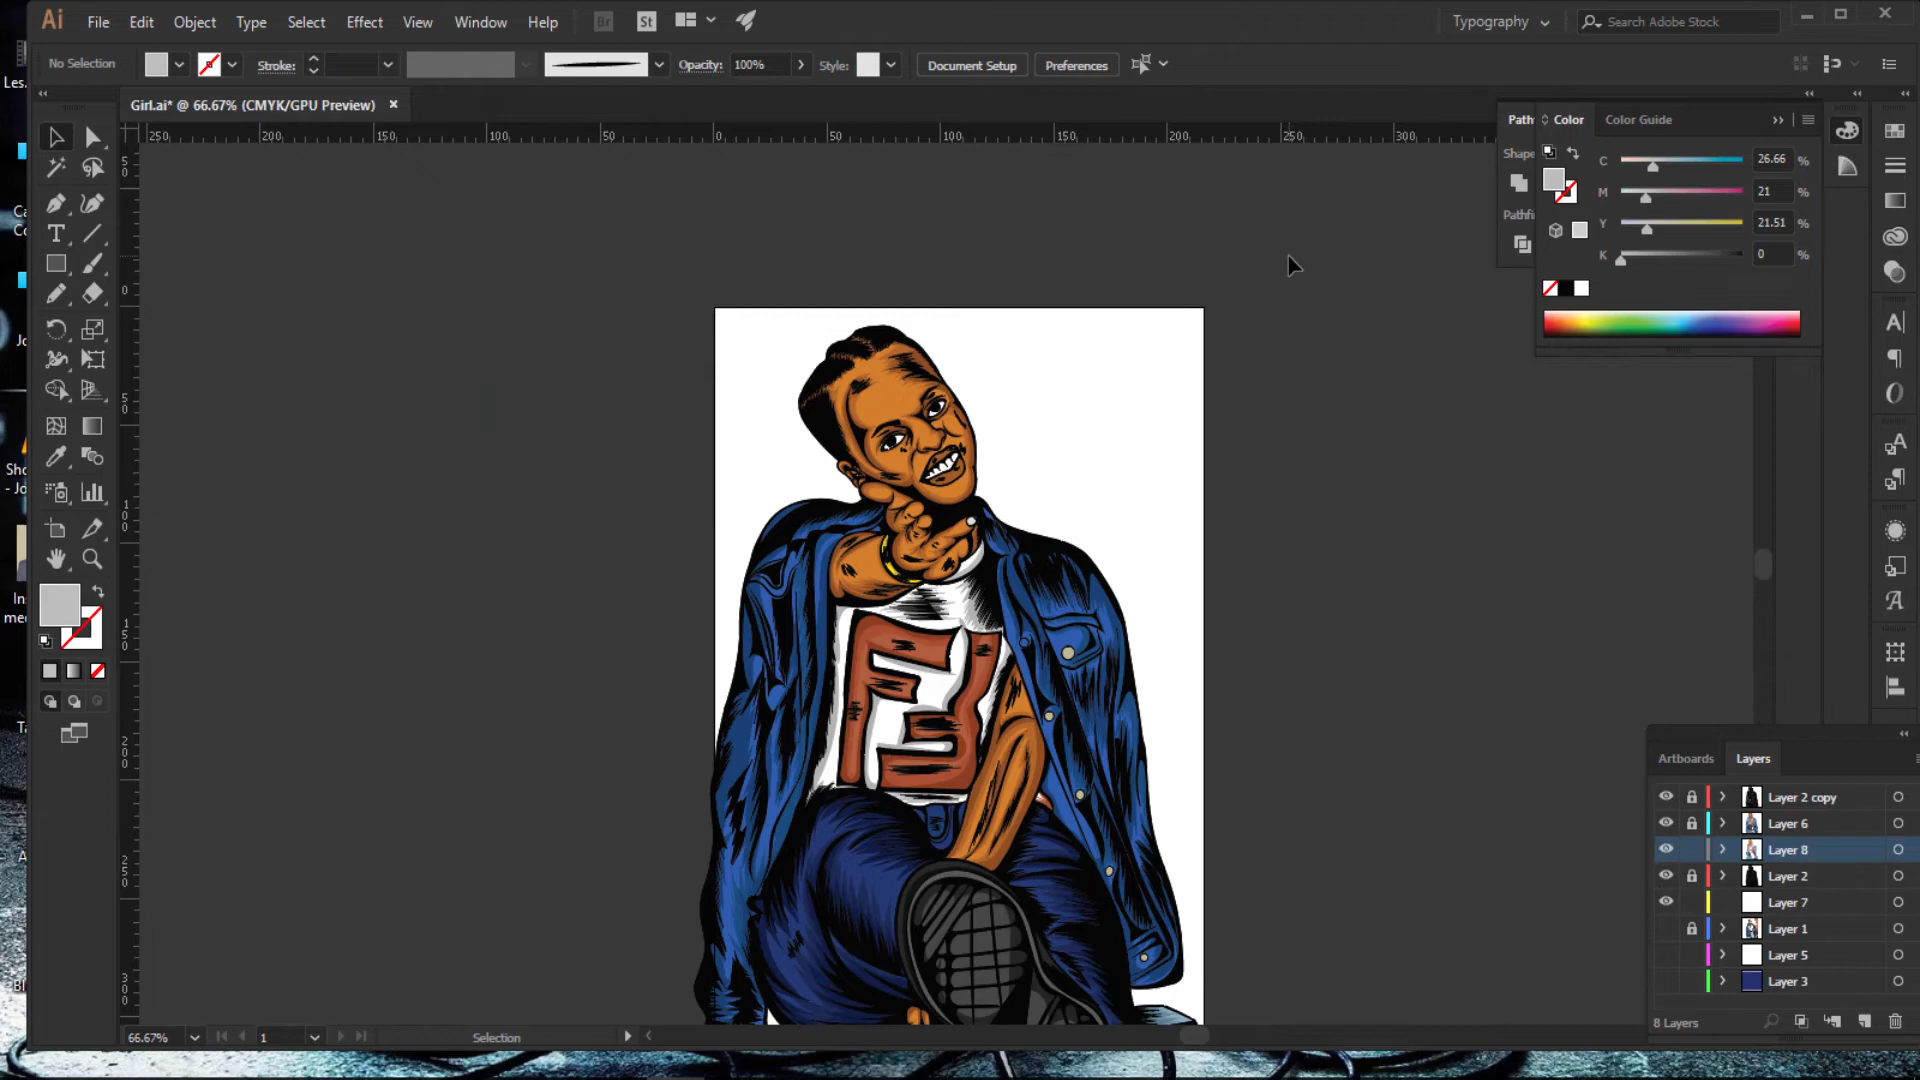 Ai File Edit Object Type Select Effect View Window Help Br St Typography Search Adobe Stock
No Selection Stroke: Opacity: 100% Style: Document Setup Preferences
Girl.ai* @ 66.67% (CMYK/GPU Preview)
250 200 150 100 50 0 50 100 150 200 250 300
Color Color Guide
C 26.66 %
M 21 %
Y 21.51 %
K 0 %
Artboards Layers
Layer 2 copy
Layer 6
Layer 8
Layer 2
Layer 7
Layer 1
Layer 5
Layer 3
8 Layers
66.67% 1 Selection